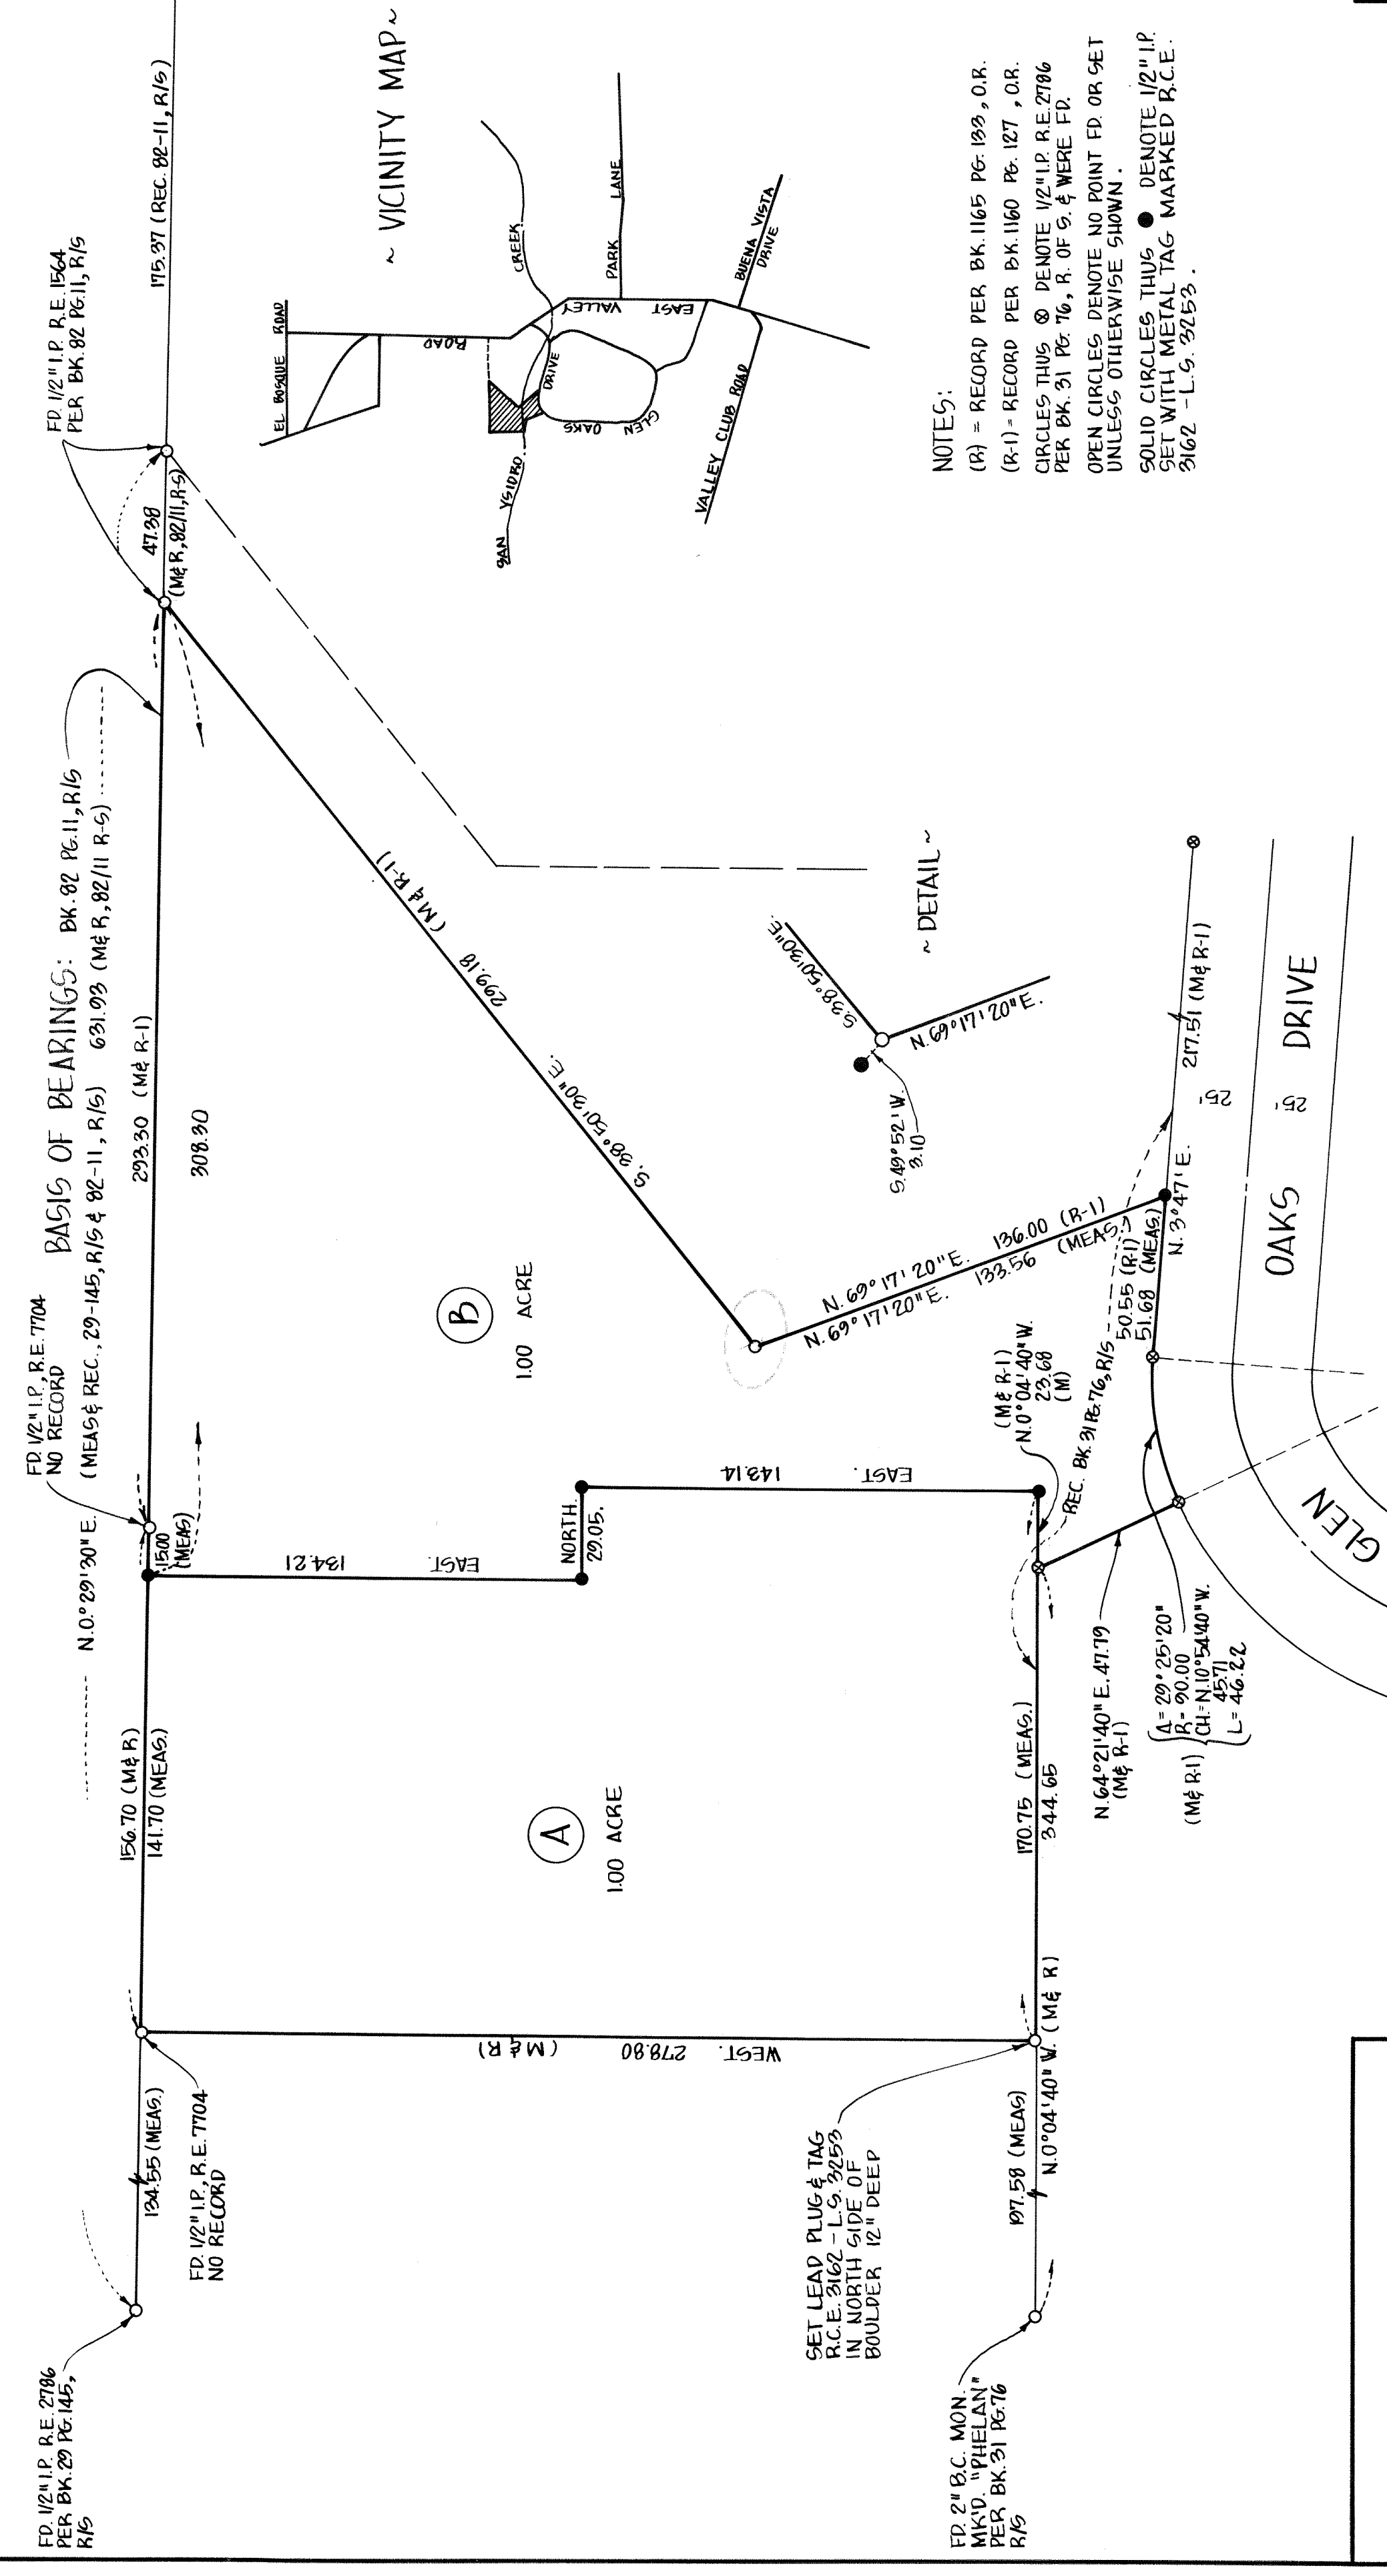 FD. 1/2" I.P. R.E. 2786
PER BK. 29 PG. 145,
R/S
134.55 (MEAS.)
FD. 1/2" I.P., R.E. 7704
NO RECORD
156.70 (M & R)
141.70 (MEAS.)
N.0.°29'30" E. (MEAS & REC., 29-145, R/S & 82-11, R/S) 631.93 (M & R, 82/11 R-S)
FD. 1/2" I.P., R.E. 7704
NO RECORD
BASIS OF BEARINGS: BK. 82 PG. 11, R/S
15.00
(MEAS)
293.30 (M & R-1)
308.30
FD. 1/2" I.P. R.E. 1564
PER BK. 82 PG. 11, R/S
47.38
(M & R, 82/11, R-S)
175.37 (REC. 82-11, R/S)
~ VICINITY MAP ~
EL BOSQUE ROAD
ROAD
CREEK
SAN YSIDRO
DRIVE
OAKS
GLEN
VALLEY
EAST
PARK LANE
VALLEY CLUB ROAD
BUENA VISTA
DRIVE
WEST. 278.80 (M & R)
EAST. 134.21
NORTH.
29.05.
EAST. 143.14
A
1.00 ACRE
B
1.00 ACRE
S. 38° 50' 30" E. 299.18 (M & R-1)
N. 69° 17' 20" E. 136.00 (R-1)
N. 69° 17' 20" E. 133.56 (MEAS.)
S. 38° 50' 30" E.
N. 69° 17' 20" E.
S. 49° 52' W.
3.10
~ DETAIL ~
NOTES:
(R) = RECORD PER BK. 1165 PG. 133, O.R.
(R-1) = RECORD PER BK. 1160 PG. 127, O.R.
CIRCLES THUS ⊗ DENOTE 1/2" I.P. R.E. 2786
PER BK. 31 PG. 76, R. OF S. & WERE FD.
OPEN CIRCLES DENOTE NO POINT FD. OR SET
UNLESS OTHERWISE SHOWN.
SOLID CIRCLES THUS ● DENOTE 1/2" I.P.
SET WITH METAL TAG MARKED R.C.E.
3162 - L.S. 3253.
SET LEAD PLUG & TAG
R.C.E. 3162 - L.S. 3253
IN NORTH SIDE OF
BOULDER 12" DEEP
FD. 2" B.C. MON.
MK'D. "PHELAN"
PER BK. 31 PG. 76
R/S
197.58 (MEAS)
N.0°04'40" W. (M & R)
170.75 (MEAS.)
344.65
(M & R-1)
N.0°04'40" W.
23.68
(M)
REC. BK. 31 PG. 76, R/S
50.55 (R-1)
51.68 (MEAS.)
N. 3° 47' E.
217.51 (M & R-1)
N. 64°21'40" E. 47.79
(M & R-1)
(M & R-1)
Δ = 29° 25' 20"
R = 90.00
CH. = N. 10° 54' 40" W.
45.71
L = 46.22
25'
25'
GLEN OAKS DRIVE